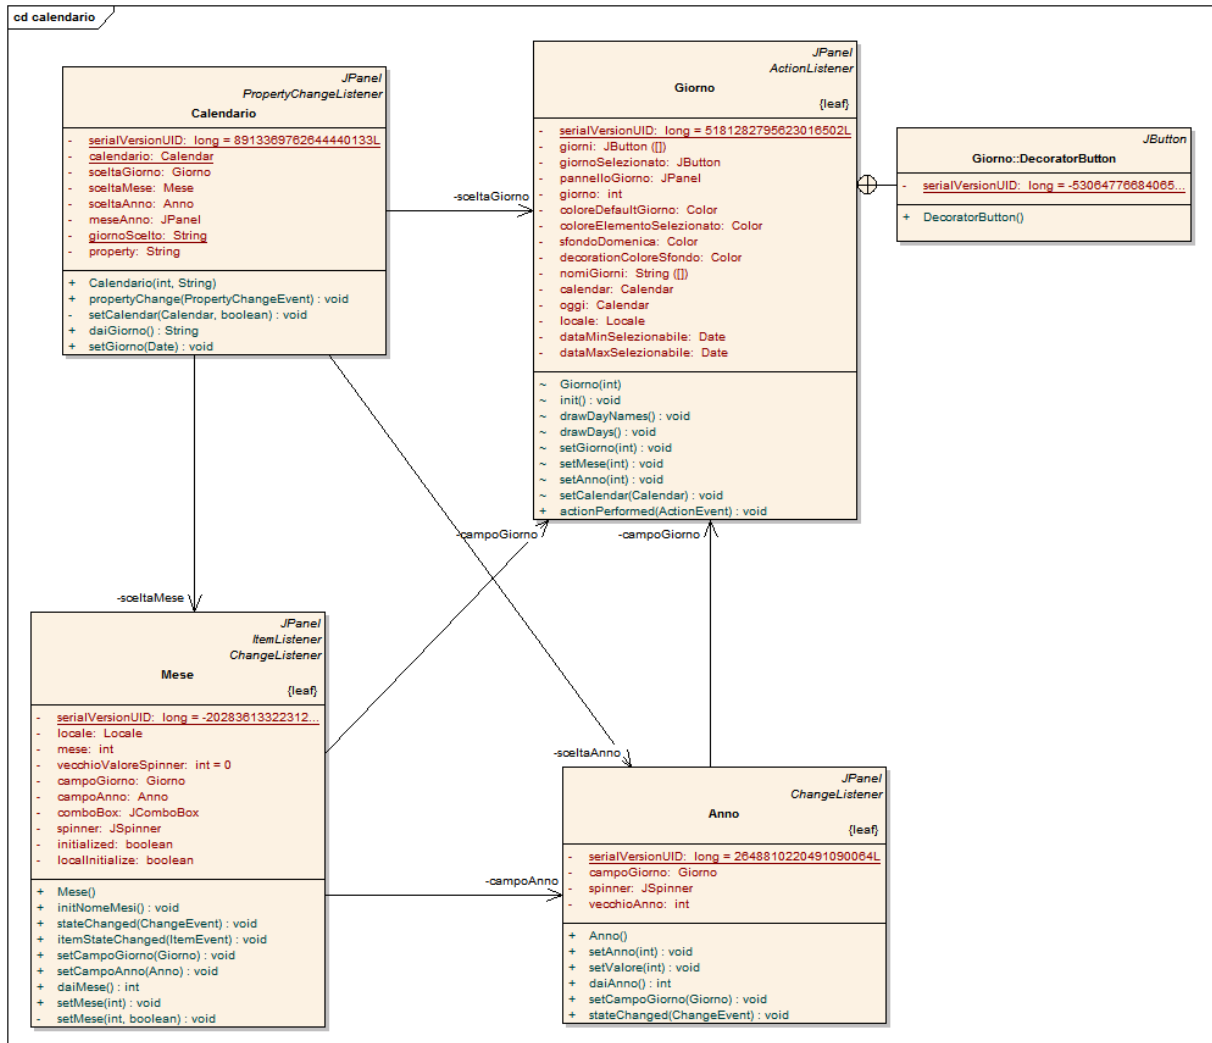 cd calendario
JPanel
PropertyChangeListener
Calendario
- serialVersionUID: long = 8913369762644440133L
- calendario: Calendar
- sceltaGiorno: Giorno
- sceltaMese: Mese
- sceltaAnno: Anno
- meseAnno: JPanel
- giornoScelto: String
- property: String
+ Calendario(int, String)
+ propertyChange(PropertyChangeEvent) : void
- setCalendar(Calendar, boolean) : void
+ daiGiorno() : String
+ setGiorno(Date) : void
-sceltaGiorno
JPanel
ActionListener
Giorno
{leaf}
- serialVersionUID: long = 5181282795623016502L
- giorni: JButton ([])
- giornoSelezionato: JButton
- pannelloGiorno: JPanel
- giorno: int
- coloreDefaultGiorno: Color
- coloreElementoSelezionato: Color
- sfondoDomenica: Color
- decorationColoreSfondo: Color
- nomiGiorni: String ([])
- calendar: Calendar
- oggi: Calendar
- locale: Locale
- dataMinSelezionabile: Date
- dataMaxSelezionabile: Date
~ Giorno(int)
~ init() : void
~ drawDayNames() : void
~ drawDays() : void
~ setGiorno(int) : void
~ setMese(int) : void
~ setAnno(int) : void
~ setCalendar(Calendar) : void
+ actionPerformed(ActionEvent) : void
JButton
Giorno::DecoratorButton
- serialVersionUID: long = -53064776684065...
+ DecoratorButton()
-campoGiorno
-campoGiorno
-sceltaMese
JPanel
ItemListener
ChangeListener
Mese
{leaf}
- serialVersionUID: long = -20283613322312...
- locale: Locale
- mese: int
- vecchioValoreSpinner: int = 0
- campoGiorno: Giorno
- campoAnno: Anno
- comboBox: JComboBox
- spinner: JSpinner
- initialized: boolean
- localInitialize: boolean
+ Mese()
+ initNomeMesi() : void
+ stateChanged(ChangeEvent) : void
+ itemStateChanged(ItemEvent) : void
+ setCampoGiorno(Giorno) : void
+ setCampoAnno(Anno) : void
+ daiMese() : int
+ setMese(int) : void
- setMese(int, boolean) : void
-sceltaAnno
-campoAnno
JPanel
ChangeListener
Anno
{leaf}
- serialVersionUID: long = 2648810220491090064L
- campoGiorno: Giorno
- spinner: JSpinner
- vecchioAnno: int
+ Anno()
+ setAnno(int) : void
+ setValore(int) : void
+ daiAnno() : int
+ setCampoGiorno(Giorno) : void
+ stateChanged(ChangeEvent) : void